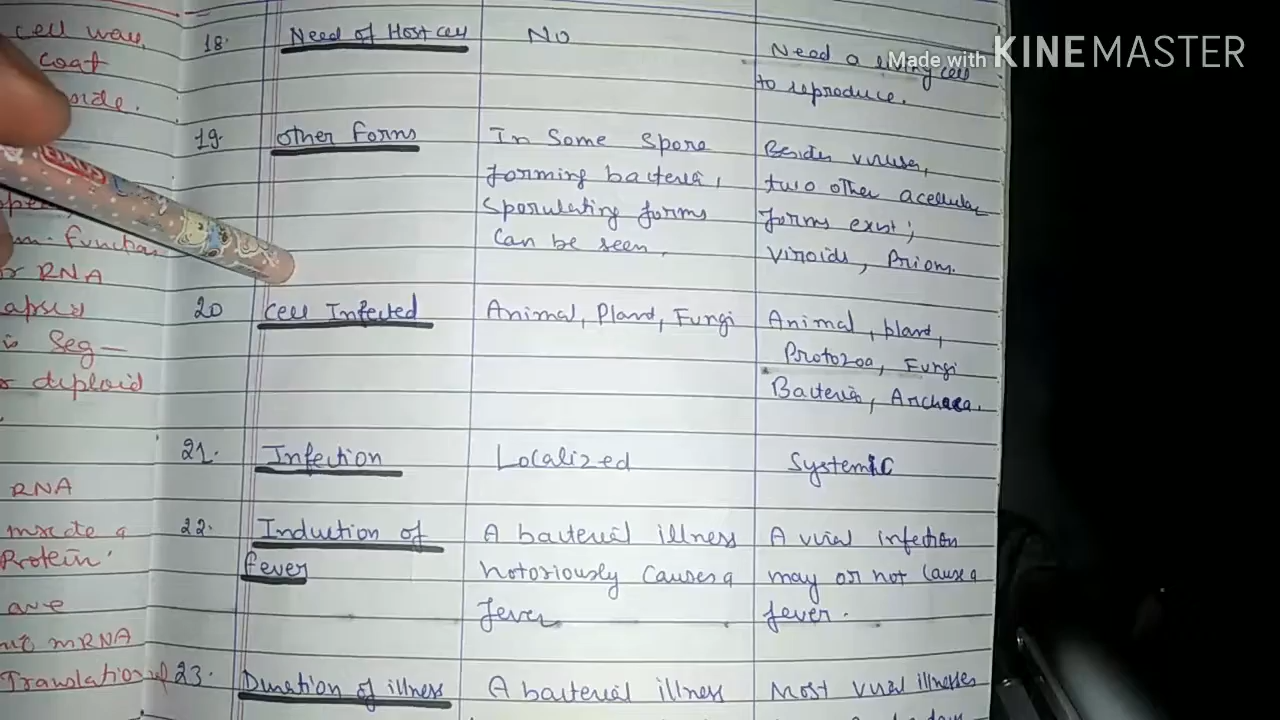 cell wall,
coat
18. Need of Host cell No
Need a living cell
to reproduce.
Made with KINEMASTER
19. Other Forms In Some Spore
forming bacteria,
Sporulating forms
Can be seen.
Besides viruses,
two other acellular
forms exist;
Viroids, Prions.
function
RNA
20 Cell Infected Animal, Plant, Fungi
Animal, plant,
Protozoa, Fungi
Bacteria, Archaea.
Seg-
diploid
21. Infection Localized Systemic
RNA
22. Induction of
fever
A bacterial illness
notoriously causes a
fever
A viral infection
may or not cause a
fever.
Protein
are
mRNA
Translation of
23. Duration of illness A bacterial illness Most viral illnesses